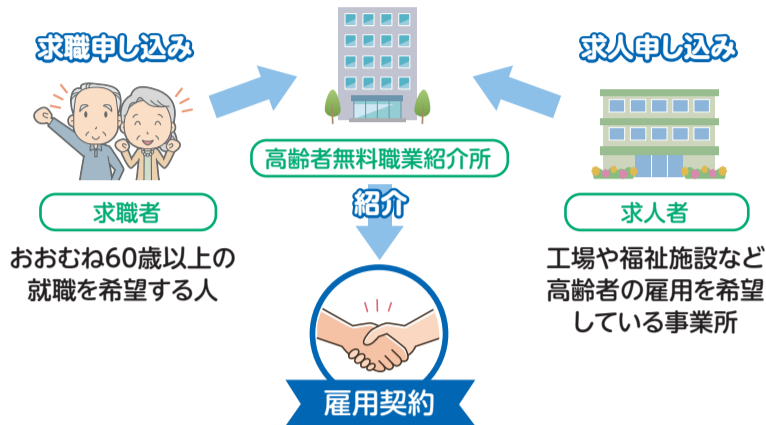 求職申し込み
求人申し込み
高齢者無料職業紹介所
求職者
紹介
求人者
おおむね60歳以上の
就職を希望する人
工場や福祉施設など
高齢者の雇用を希望
している事業所
雇用契約